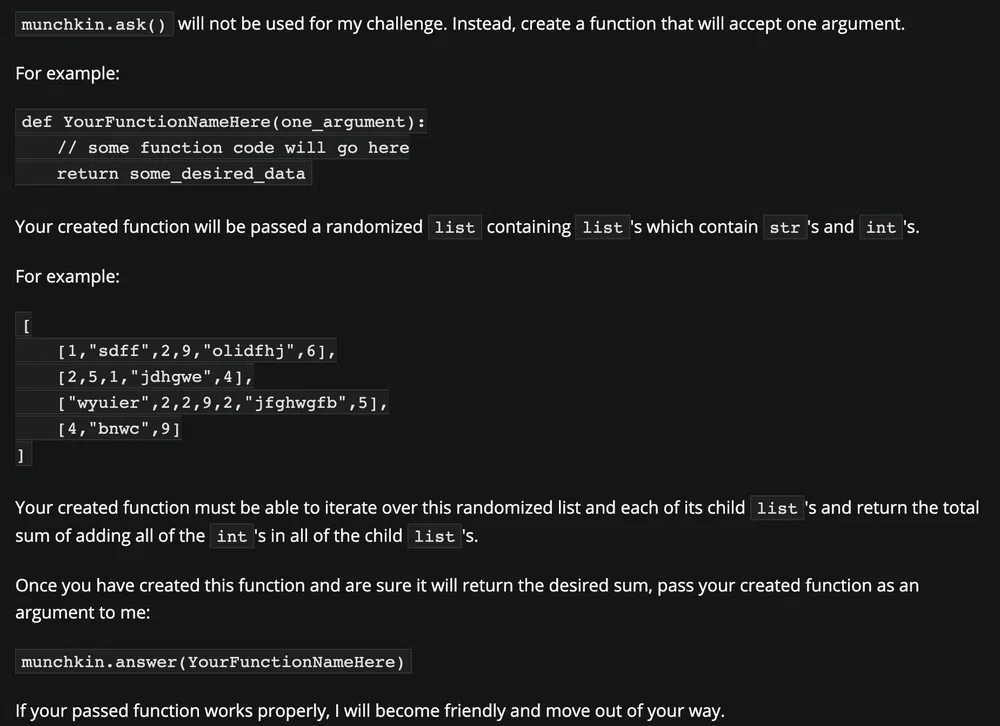 munchkin.ask() will not be used for my challenge. Instead, create a function that will accept one argument.
For example:
def YourFunctionNameHere(one_argument):
    // some function code will go here
    return some_desired_data
Your created function will be passed a randomized list containing list's which contain str's and int's.
For example:
[
    [1,"sdff",2,9,"olidfhj",6],
    [2,5,1,"jdhgwe",4],
    ["wyuier",2,2,9,2,"jfghwgfb",5],
    [4,"bnwc",9]
]
Your created function must be able to iterate over this randomized list and each of its child list's and return the total
sum of adding all of the int's in all of the child list's.
Once you have created this function and are sure it will return the desired sum, pass your created function as an
argument to me:
munchkin.answer(YourFunctionNameHere)
If your passed function works properly, I will become friendly and move out of your way.